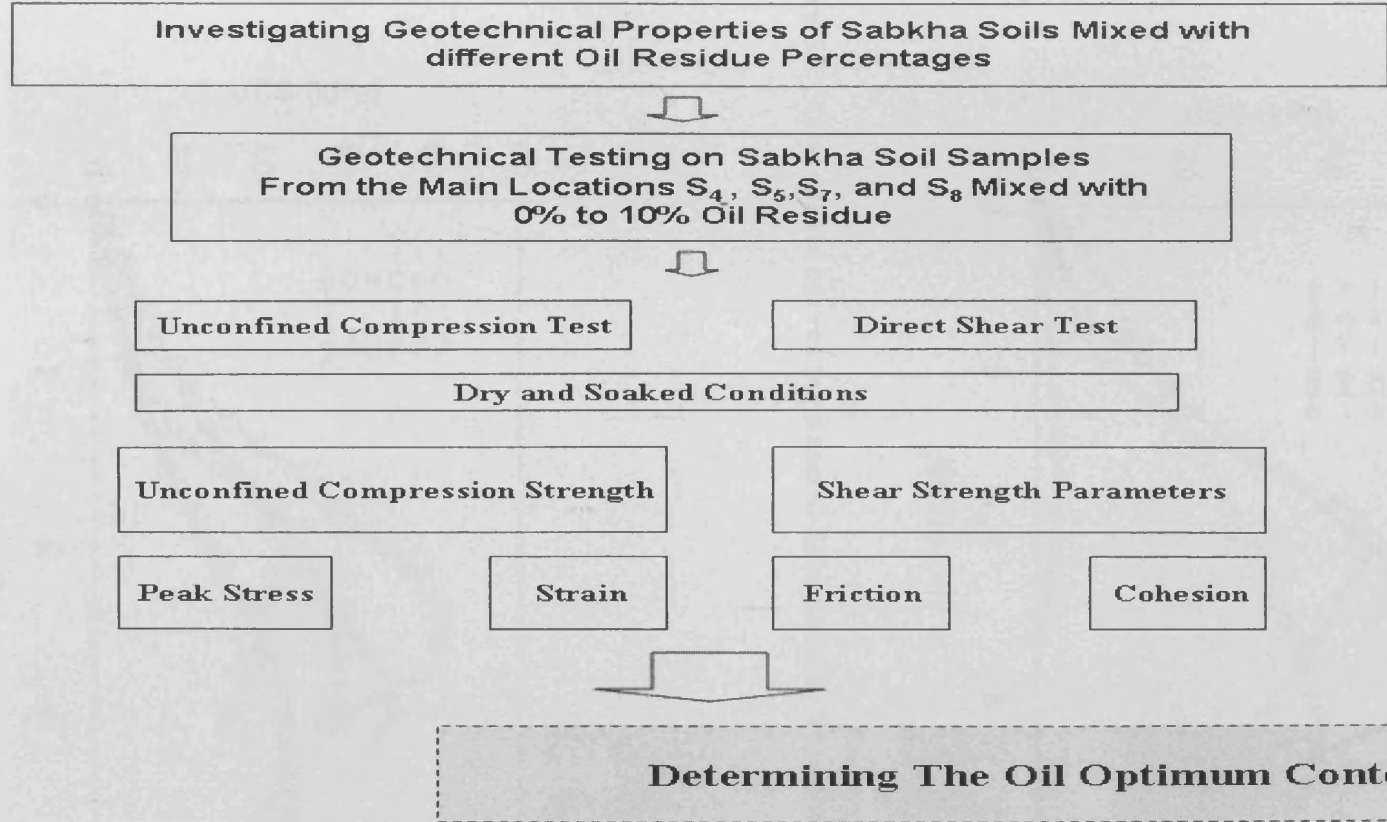 Investigating Geotechnical Properties of Sabkha Soils Mixed with
different Oil Residue Percentages
Geotechnical Testing on Sabkha Soil Samples
From the Main Locations S₄, S₅,S₇, and S₈ Mixed with
0% to 10% Oil Residue
Unconfined Compression Test
Direct Shear Test
Dry and Soaked Conditions
Unconfined Compression Strength
Shear Strength Parameters
Peak Stress
Strain
Friction
Cohesion
Determining The Oil Optimum